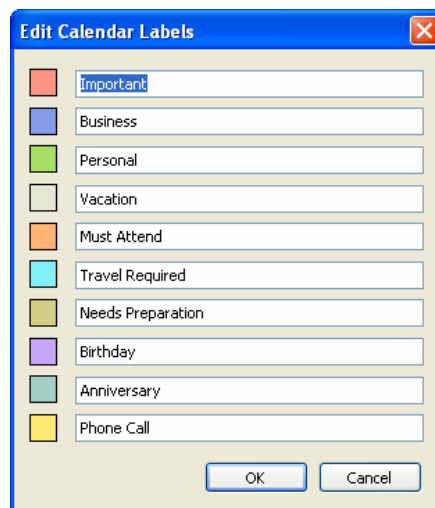 Edit Calendar Labels
Important
Business
Personal
Vacation
Must Attend
Travel Required
Needs Preparation
Birthday
Anniversary
Phone Call
OK Cancel